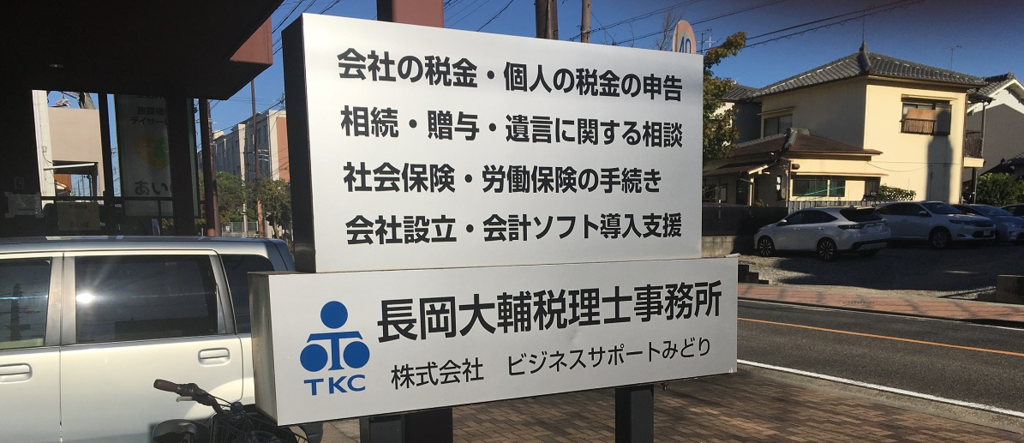 会社の税金・個人の税金の申告
相続・贈与・遺言に関する相談
社会保険・労働保険の手続き
会社設立・会計ソフト導入支援
長岡大輔税理士事務所
株式会社 ビジネスサポートみどり
TKC
40